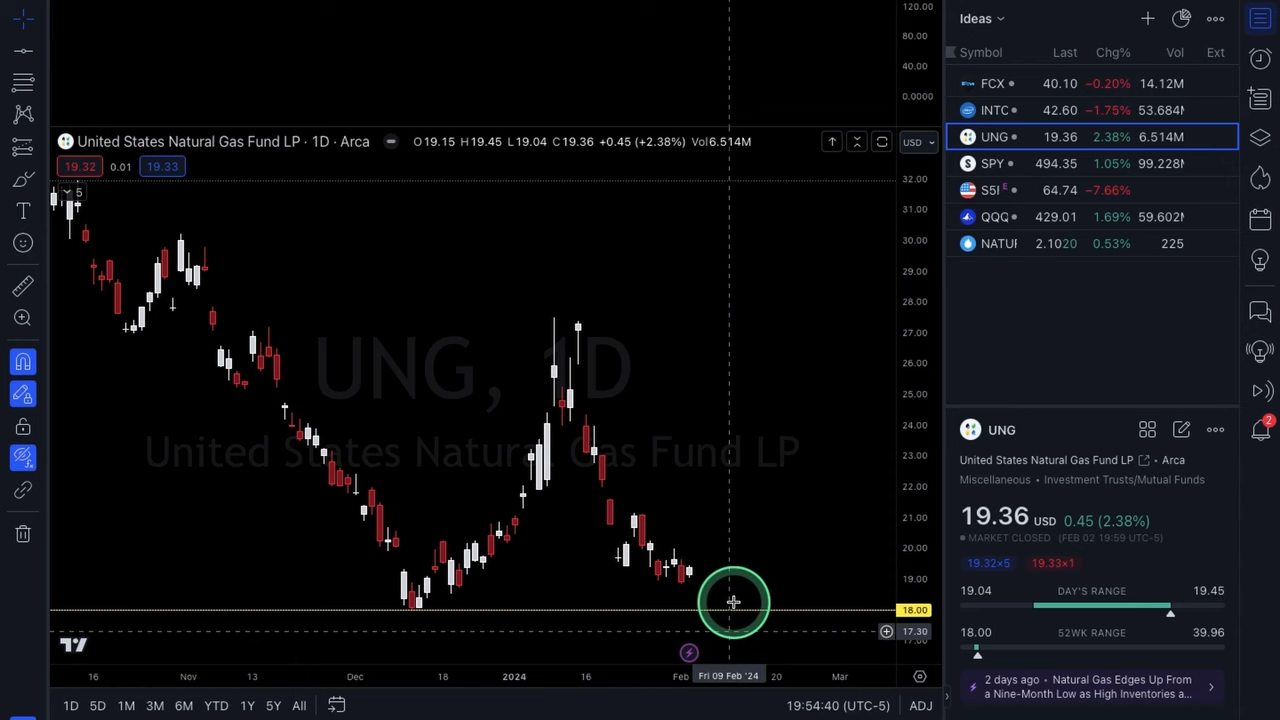 120.00
80.00
40.00
0.0000
United States Natural Gas Fund LP · 1D · Arca O19.15 H19.45 L19.04 C19.36 +0.45 (+2.38%) Vol6.514M
USD
19.32 0.01 19.33
5
32.00
31.00
30.00
29.00
28.00
27.00
26.00
25.00
24.00
23.00
22.00
21.00
20.00
19.00
18.00
17.30
UNG, 1D
United States Natural Gas Fund LP
16 Nov 13 Dec 18 2024 16 Feb Fri 09 Feb '24 20 Mar
1D 5D 1M 3M 6M YTD 1Y 5Y All
19:54:40 (UTC-5) ADJ
Ideas
Symbol Last Chg% Vol Ext
FCX 40.10 −0.20% 14.12M
INTC 42.60 −1.75% 53.684M
UNG 19.36 2.38% 6.514M
SPY 494.35 1.05% 99.228M
S5I E 64.74 −7.66%
QQQ 429.01 1.69% 59.602M
NATUR 2.1020 0.53% 225
UNG
United States Natural Gas Fund LP • Arca
Miscellaneous • Investment Trusts/Mutual Funds
19.36 USD 0.45 (2.38%)
MARKET CLOSED (FEB 02 19:59 UTC-5)
19.32×5 19.33×1
19.04 DAY'S RANGE 19.45
18.00 52WK RANGE 39.96
2 days ago • Natural Gas Edges Up From
a Nine-Month Low as High Inventories a...
2